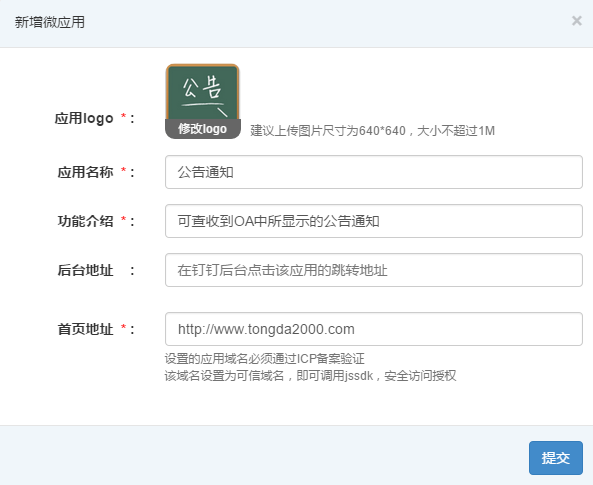 新增微应用
×
公告
修改logo
应用logo *：
建议上传图片尺寸为640*640，大小不超过1M
应用名称 *： 公告通知
功能介绍 *： 可查收到OA中所显示的公告通知
后台地址 ： 在钉钉后台点击该应用的跳转地址
首页地址 *： http://www.tongda2000.com
设置的应用域名必须通过ICP备案验证
该域名设置为可信域名，即可调用jssdk，安全访问授权
提交